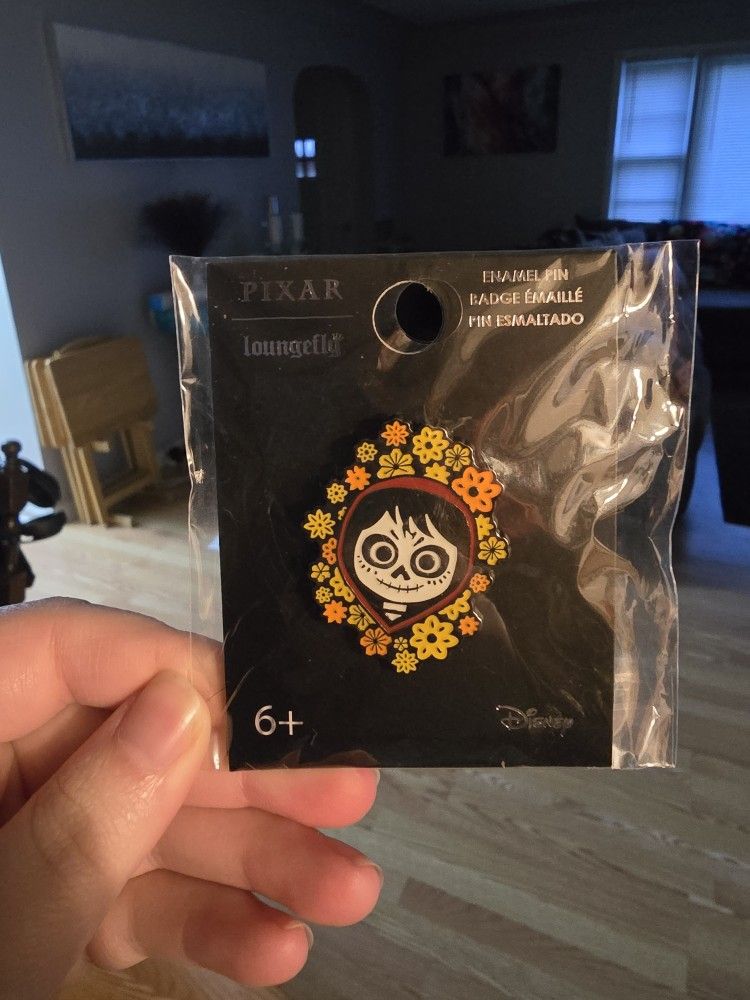 PIXAR
loungefly
ENAMEL PIN
BADGE ÉMAILLÉ
PIN ESMALTADO
6+
Disney